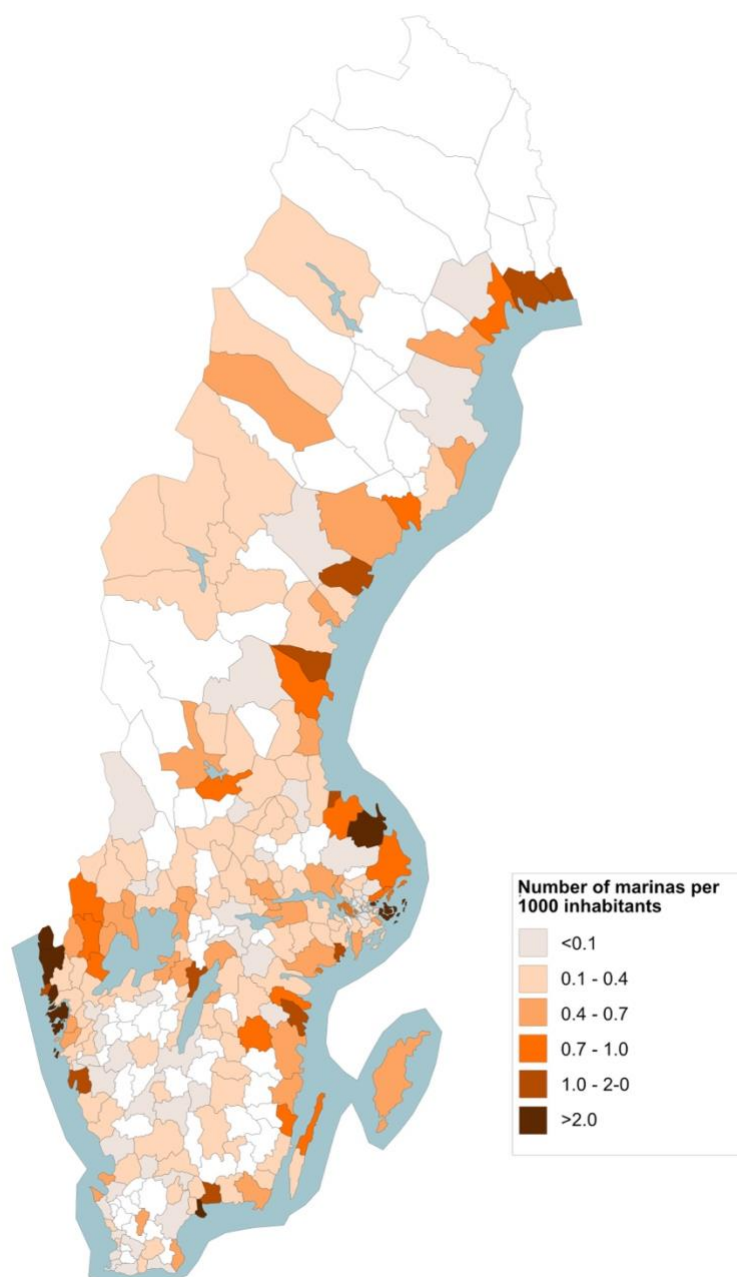 Number of marinas per
1000 inhabitants
<0.1
0.1 - 0.4
0.4 - 0.7
0.7 - 1.0
1.0 - 2-0
>2.0